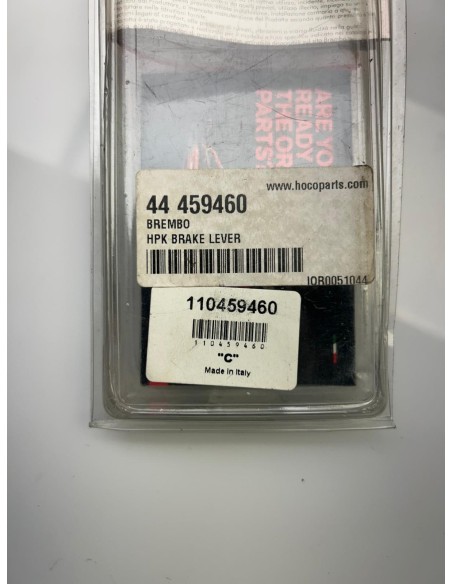 ARE YO
READY
THE OR
PARTS?
www.hocoparts.com
44 459460
BREMBO
HPK BRAKE LEVER
IOR0051044
110459460
110459460
"C"
Made in Italy